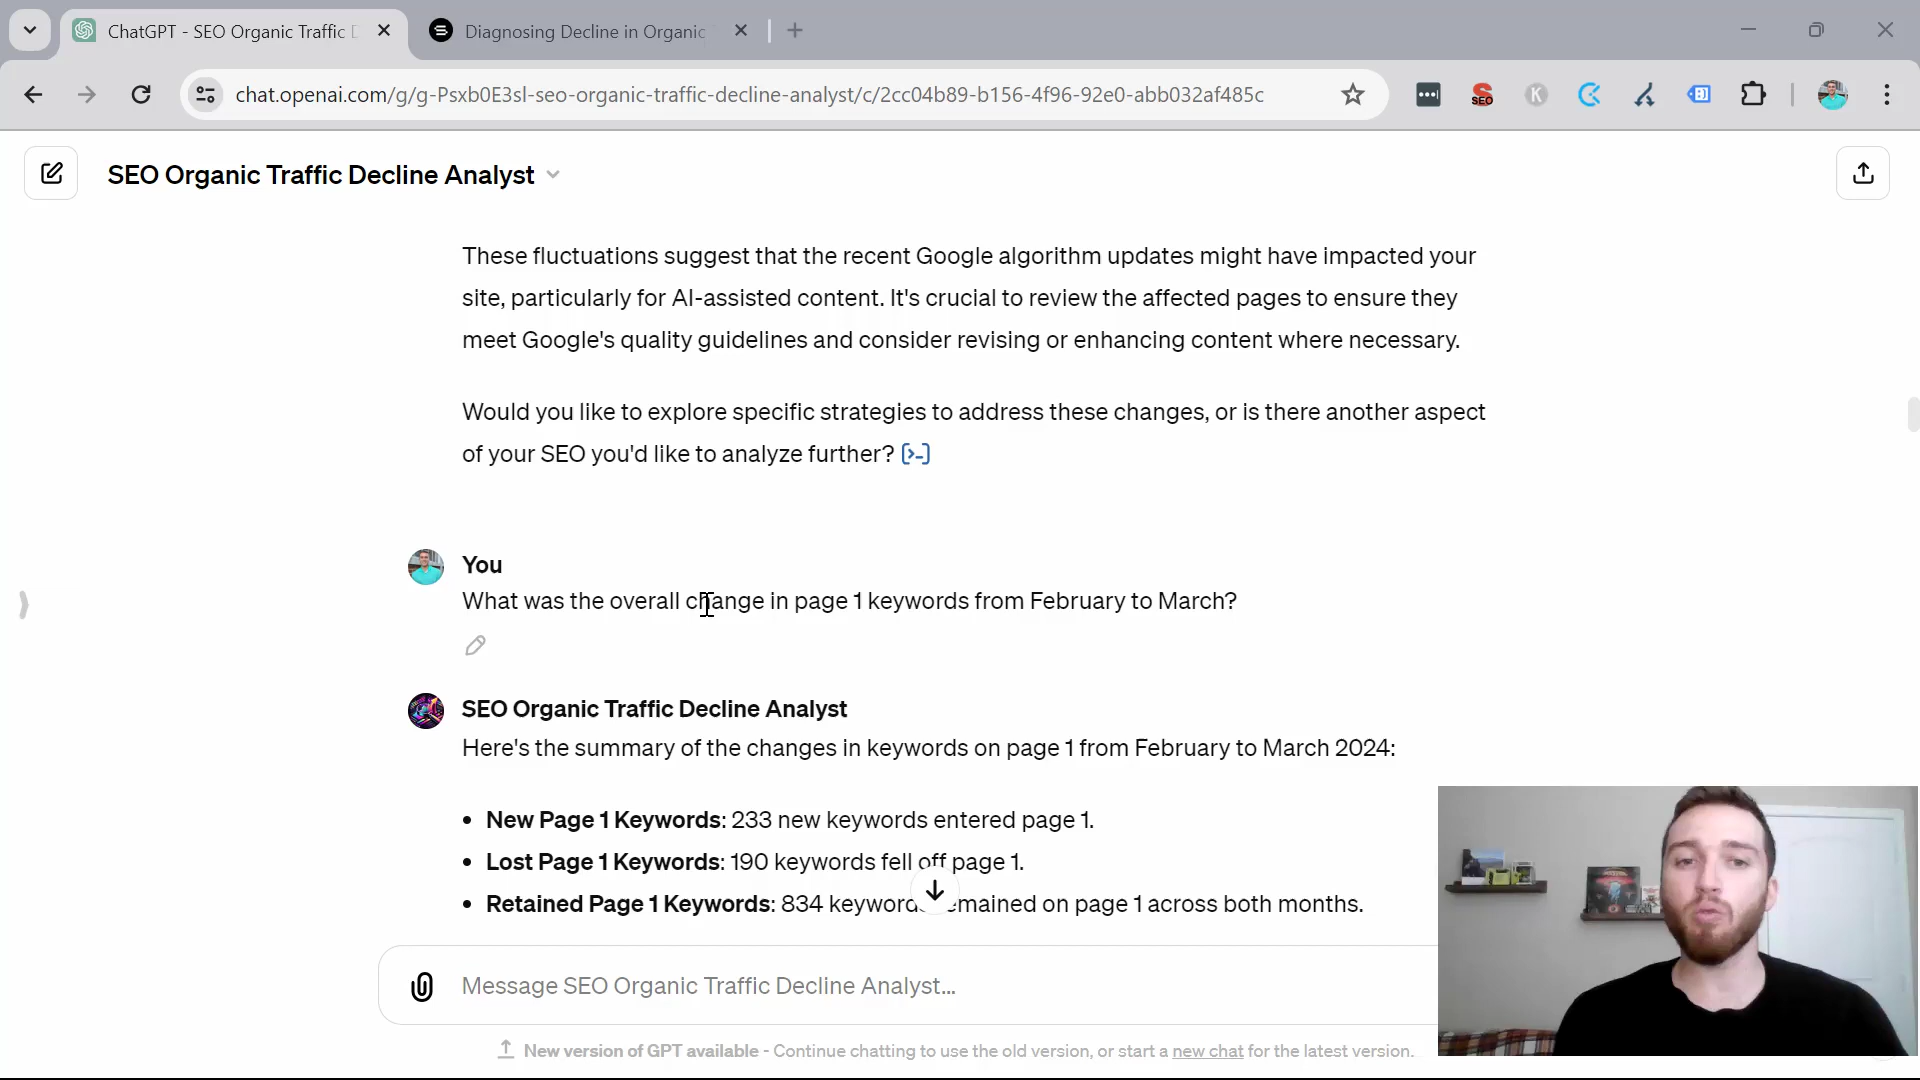 ChatGPT - SEO Organic Traffic D
Diagnosing Decline in Organic
chat.openai.com/g/g-Psxb0E3sl-seo-organic-traffic-decline-analyst/c/2cc04b89-b156-4f96-92e0-abb032af485c
SEO
K
SEO Organic Traffic Decline Analyst
These fluctuations suggest that the recent Google algorithm updates might have impacted your
site, particularly for AI-assisted content. It's crucial to review the affected pages to ensure they
meet Google's quality guidelines and consider revising or enhancing content where necessary.
Would you like to explore specific strategies to address these changes, or is there another aspect
of your SEO you'd like to analyze further? [>-]
You
What was the overall change in page 1 keywords from February to March?
SEO Organic Traffic Decline Analyst
Here's the summary of the changes in keywords on page 1 from February to March 2024:
• New Page 1 Keywords: 233 new keywords entered page 1.
• Lost Page 1 Keywords: 190 keywords fell off page 1.
• Retained Page 1 Keywords: 834 keywords remained on page 1 across both months.
Message SEO Organic Traffic Decline Analyst...
New version of GPT available - Continue chatting to use the old version, or start a new chat for the latest version.